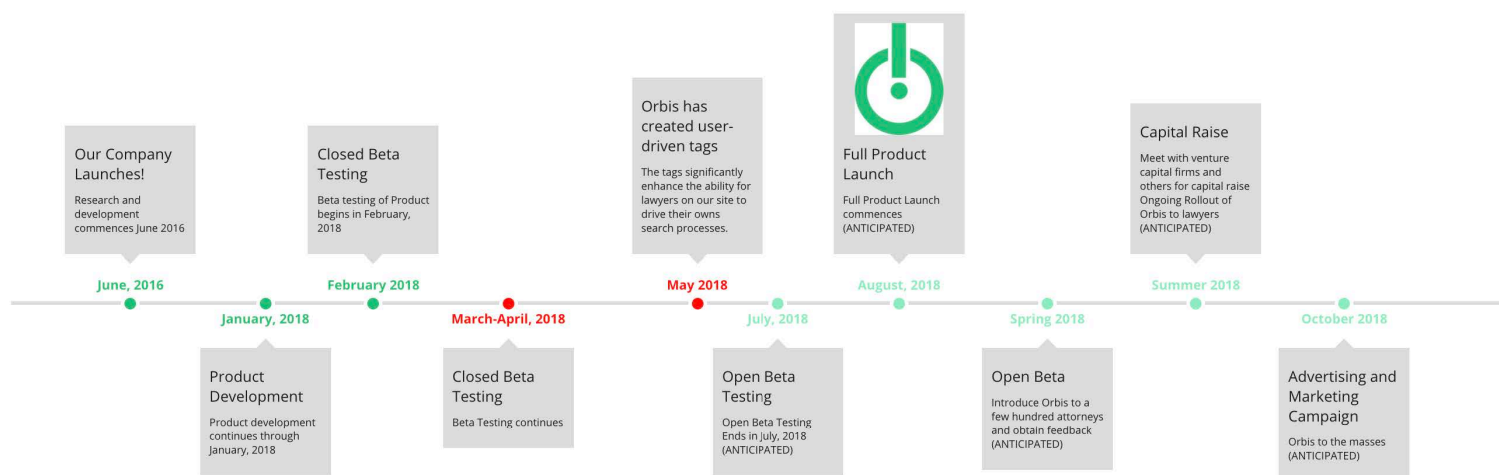 Our Company
Launches!
Research and
development
commences June 2016
June, 2016
January, 2018
Product
Development
Product development
continues through
January, 2018
Closed Beta
Testing
Beta testing of Product
begins in February,
2018
February 2018
March-April, 2018
Closed Beta
Testing
Beta Testing continues
Orbis has
created user-
driven tags
The tags significantly
enhance the ability for
lawyers on our site to
drive their owns
search processes.
May 2018
July, 2018
Open Beta
Testing
Open Beta Testing
Ends in July, 2018
(ANTICIPATED)
Full Product
Launch
Full Product Launch
commences
(ANTICIPATED)
August, 2018
Spring 2018
Open Beta
Introduce Orbis to a
few hundred attorneys
and obtain feedback
(ANTICIPATED)
Capital Raise
Meet with venture
capital firms and
others for capital raise
Ongoing Rollout of
Orbis to lawyers
(ANTICIPATED)
Summer 2018
October 2018
Advertising and
Marketing
Campaign
Orbis to the masses
(ANTICIPATED)